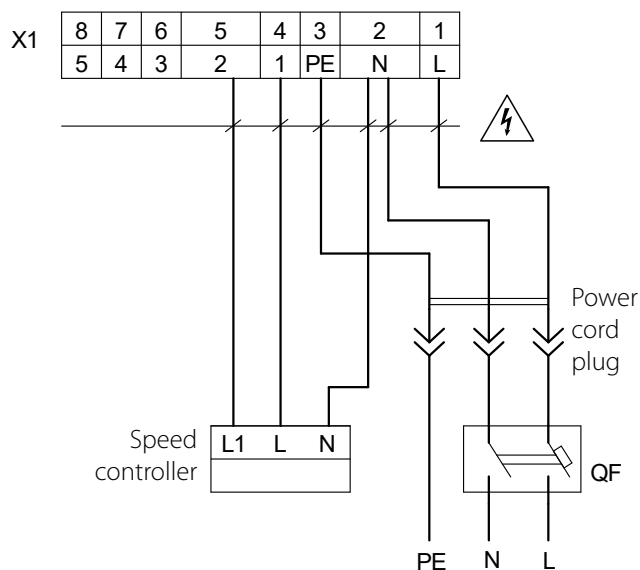 X1
8 7 6 5 4 3 2 1
5 4 3 2 1 PE N L
Power
cord
plug
Speed
controller
L1 L N
QF
PE N L